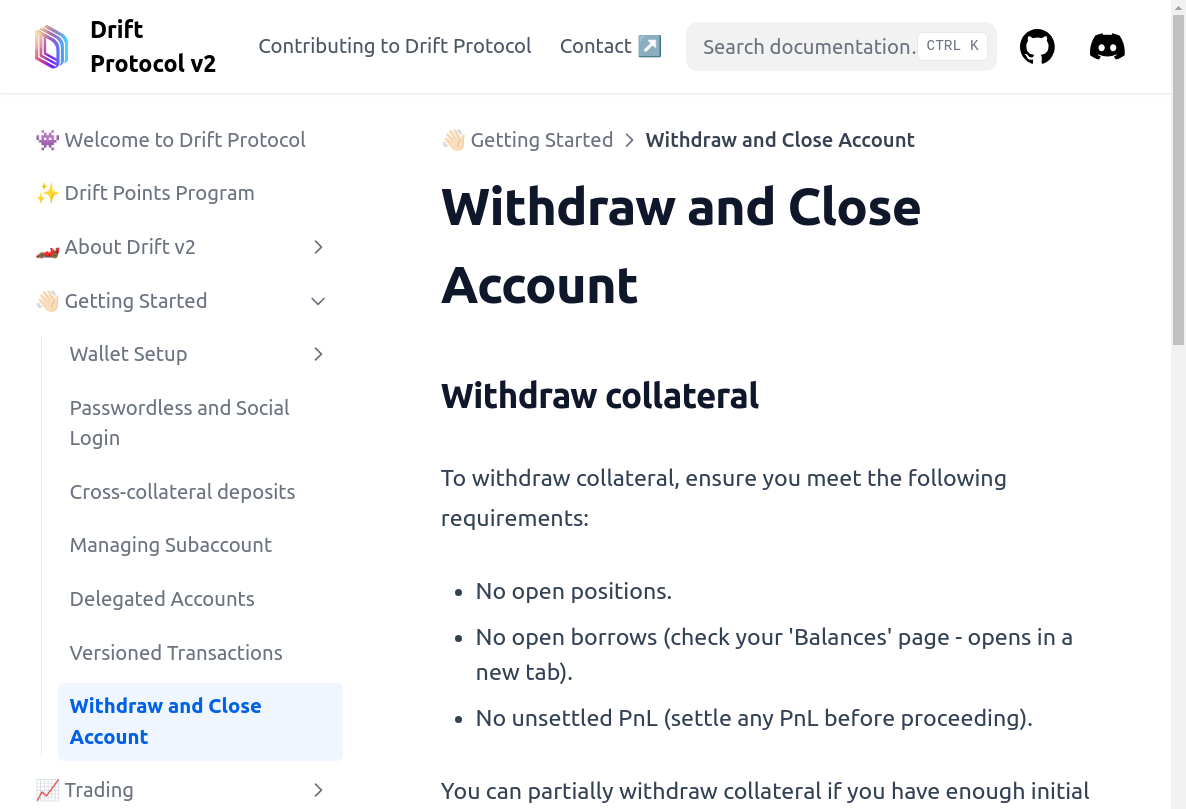 Drift
Protocol v2
Contributing to Drift Protocol
Contact ↗️
Search documentation.
CTRL K
👾 Welcome to Drift Protocol
✨ Drift Points Program
🏎️ About Drift v2
👋🏻 Getting Started
Wallet Setup
Passwordless and Social
Login
Cross-collateral deposits
Managing Subaccount
Delegated Accounts
Versioned Transactions
Withdraw and Close
Account
📈 Trading
👋🏻 Getting Started > Withdraw and Close Account
Withdraw and Close
Account
Withdraw collateral
To withdraw collateral, ensure you meet the following
requirements:
• No open positions.
• No open borrows (check your 'Balances' page - opens in a
new tab).
• No unsettled PnL (settle any PnL before proceeding).
You can partially withdraw collateral if you have enough initial